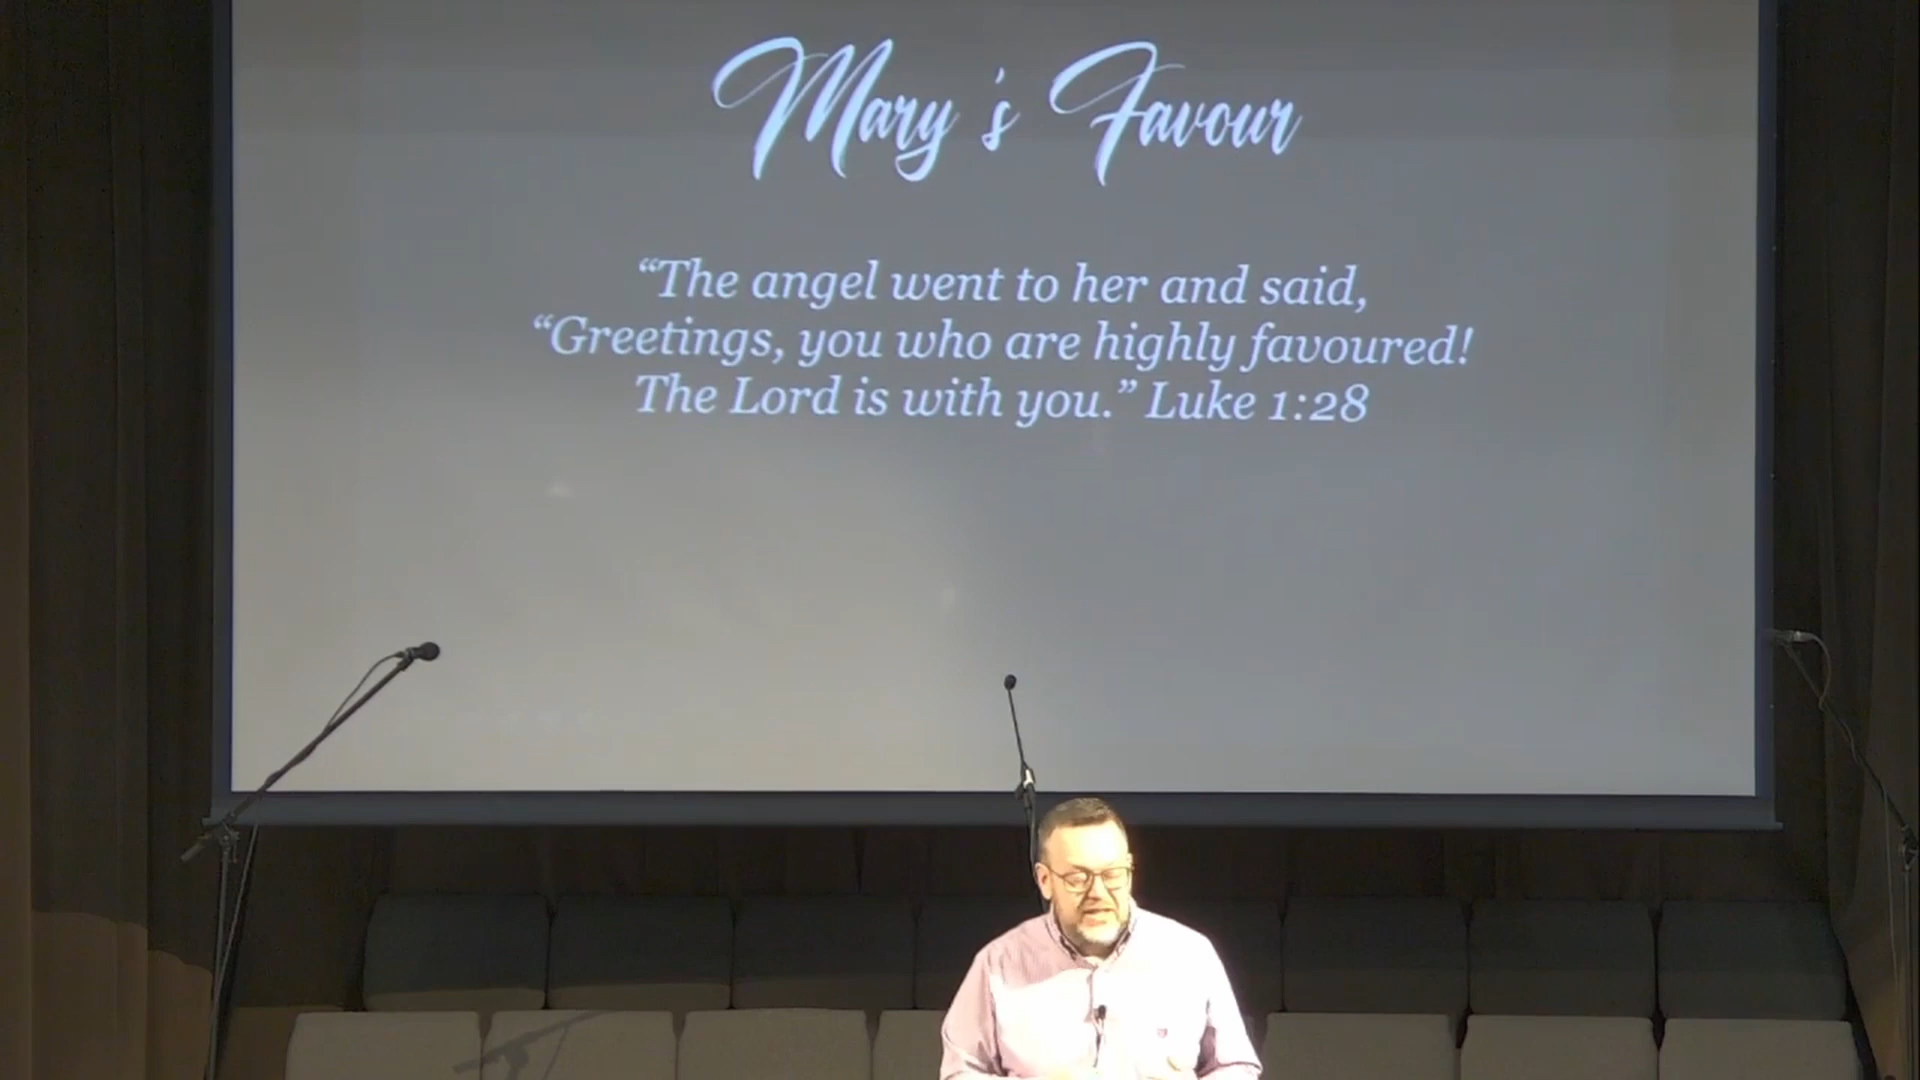 Mary's Favour
“The angel went to her and said,
“Greetings, you who are highly favoured!
The Lord is with you.” Luke 1:28